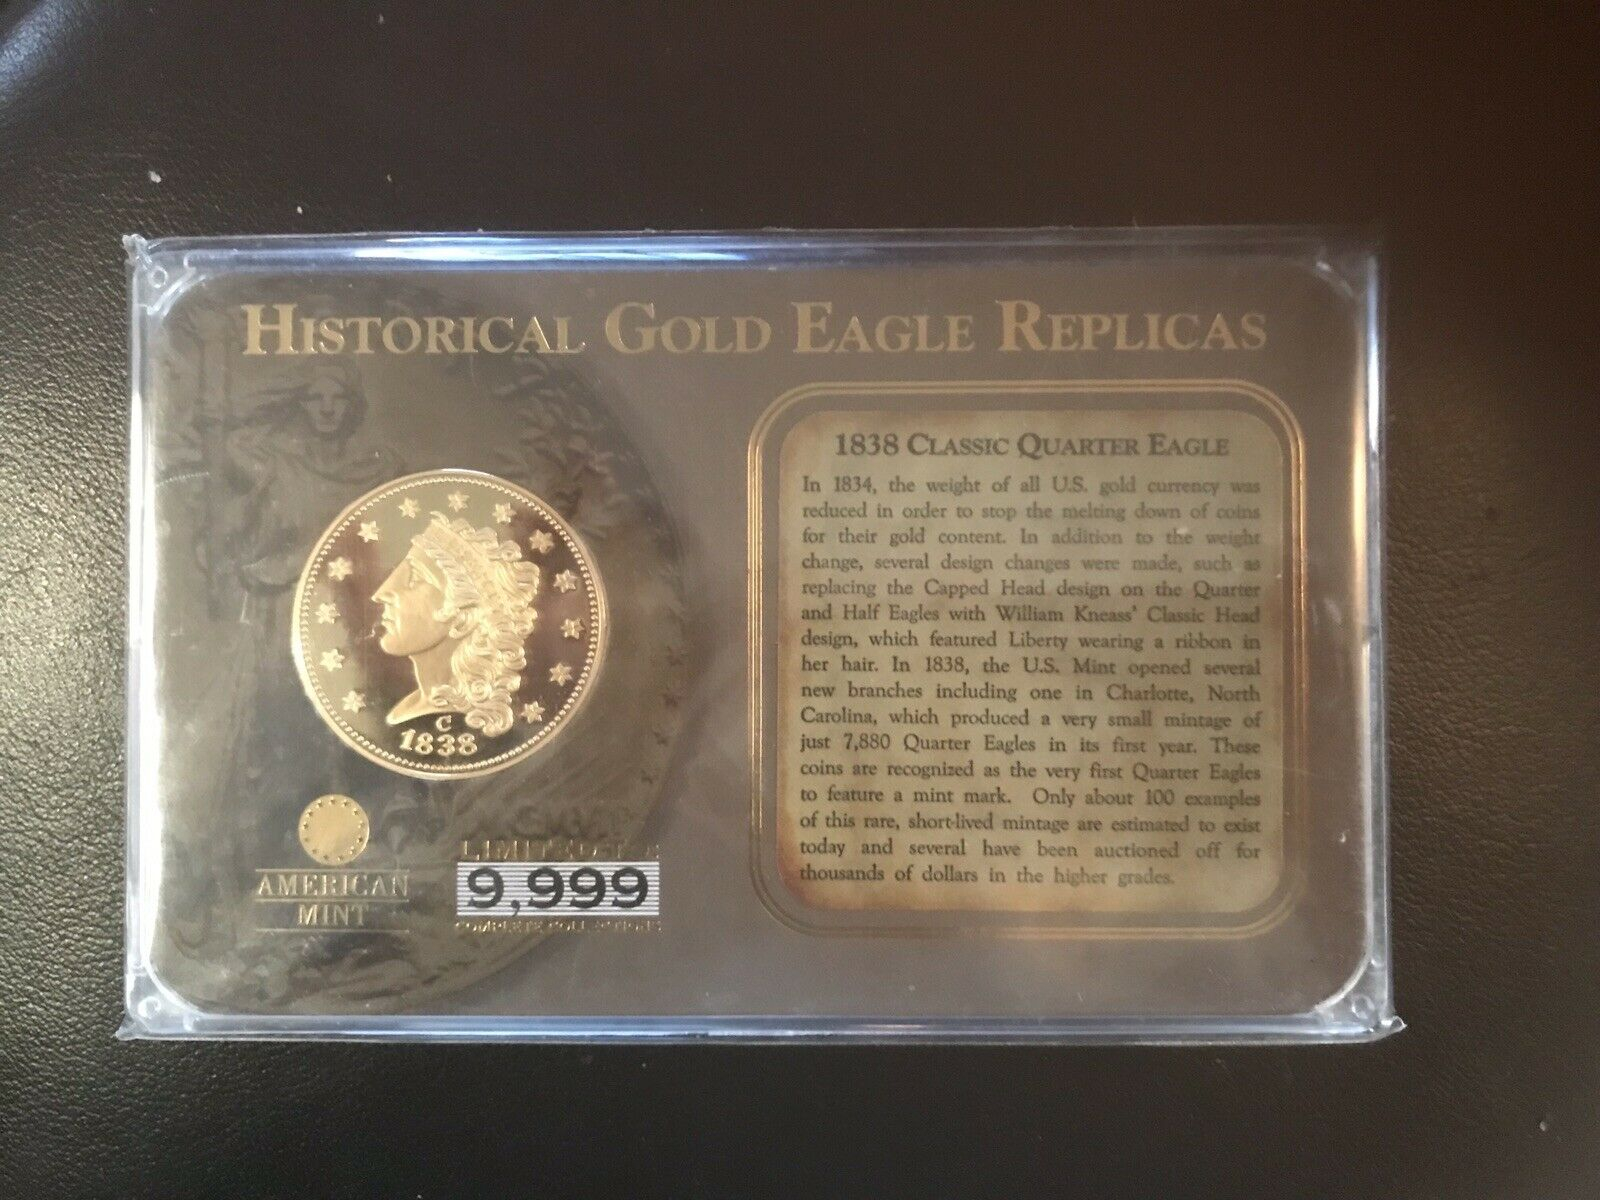 HISTORICAL GOLD EAGLE REPLICAS
1838 CLASSIC QUARTER EAGLE
In 1834, the weight of all U.S. gold currency was
reduced in order to stop the melting down of coins
for their gold content. In addition to the weight
change, several design changes were made, such as
replacing the Capped Head design on the Quarter
and Half Eagles with William Kneass' Classic Head
design, which featured Liberty wearing a ribbon in
her hair. In 1838, the U.S. Mint opened several
new branches including one in Charlotte, North
Carolina, which produced a very small mintage of
just 7,880 Quarter Eagles in its first year. These
coins are recognized as the very first Quarter Eagles
to feature a mint mark. Only about 100 examples
of this rare, short-lived mintage are estimated to exist
today and several have been auctioned off for
thousands of dollars in the higher grades.
C
1838
AMERICAN
MINT
LIMITED
9,999
COMPLETE COLLECTIONS